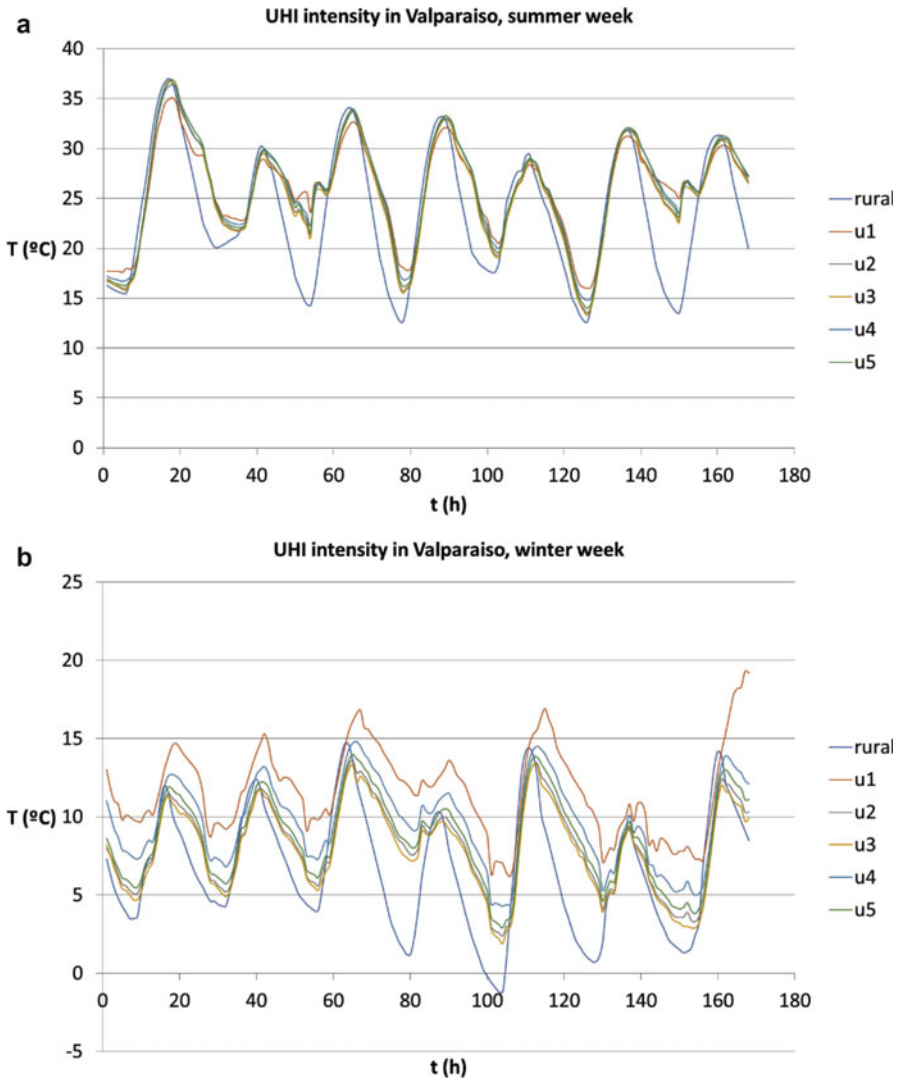 a
UHI intensity in Valparaiso, summer week
40
35
30
25
T (ºC) 20
15
10
5
0
0 20 40 60 80 100 120 140 160 180
t (h)
rural
u1
u2
u3
u4
u5
b
UHI intensity in Valparaiso, winter week
25
20
15
T (ºC) 10
5
0
-5
0 20 40 60 80 100 120 140 160 180
t (h)
rural
u1
u2
u3
u4
u5